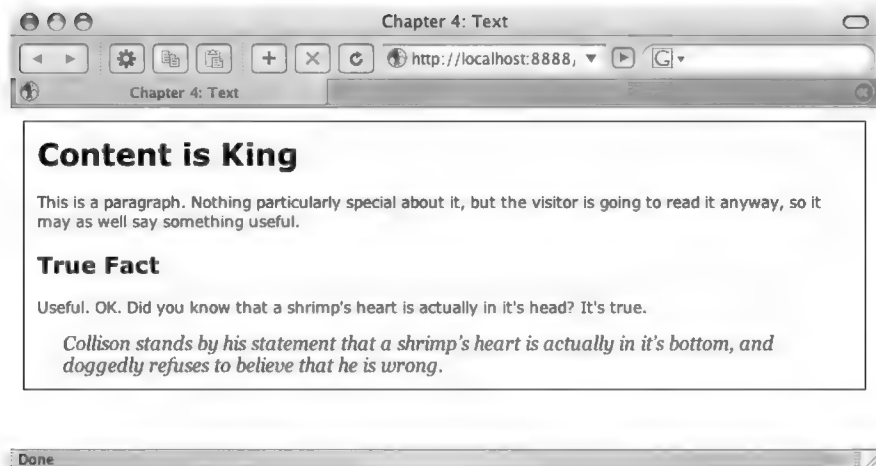 Chapter 4: Text
http://localhost:8888,
G
Chapter 4: Text
Content is King
This is a paragraph. Nothing particularly special about it, but the visitor is going to read it anyway, so it
may as well say something useful.
True Fact
Useful. OK. Did you know that a shrimp's heart is actually in it's head? It's true.
Collison stands by his statement that a shrimp's heart is actually in it's bottom, and
doggedly refuses to believe that he is wrong.
Done